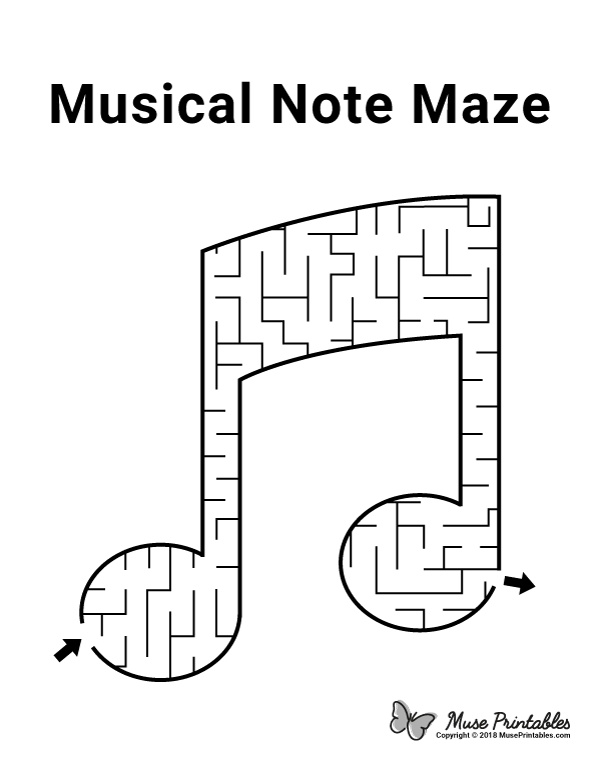 Musical Note Maze
Muse Printables
Copyright © 2018 MusePrintables.com